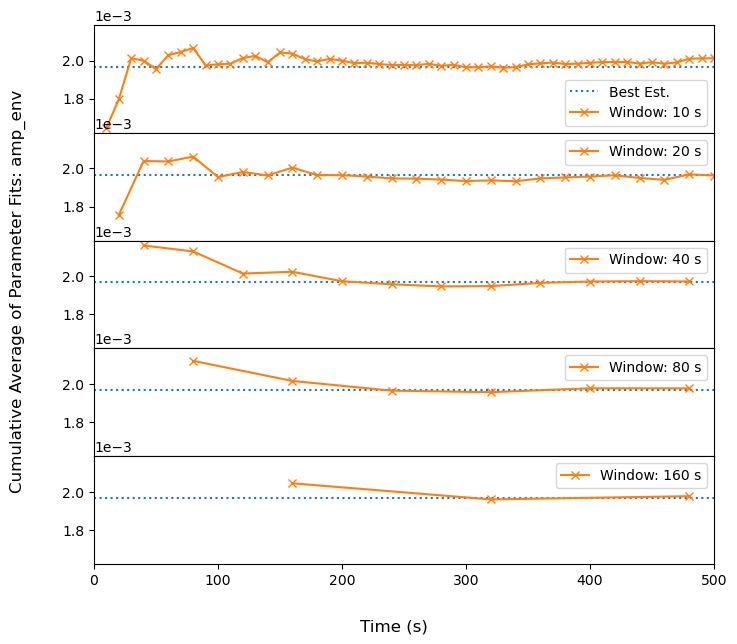 1e−3
2.0
1.8
Best Est.
Window: 10 s
1e−3
2.0
1.8
Window: 20 s
1e−3
2.0
1.8
Window: 40 s
1e−3
2.0
1.8
Window: 80 s
1e−3
2.0
1.8
Window: 160 s
0 100 200 300 400 500
Time (s)
Cumulative Average of Parameter Fits: amp_env